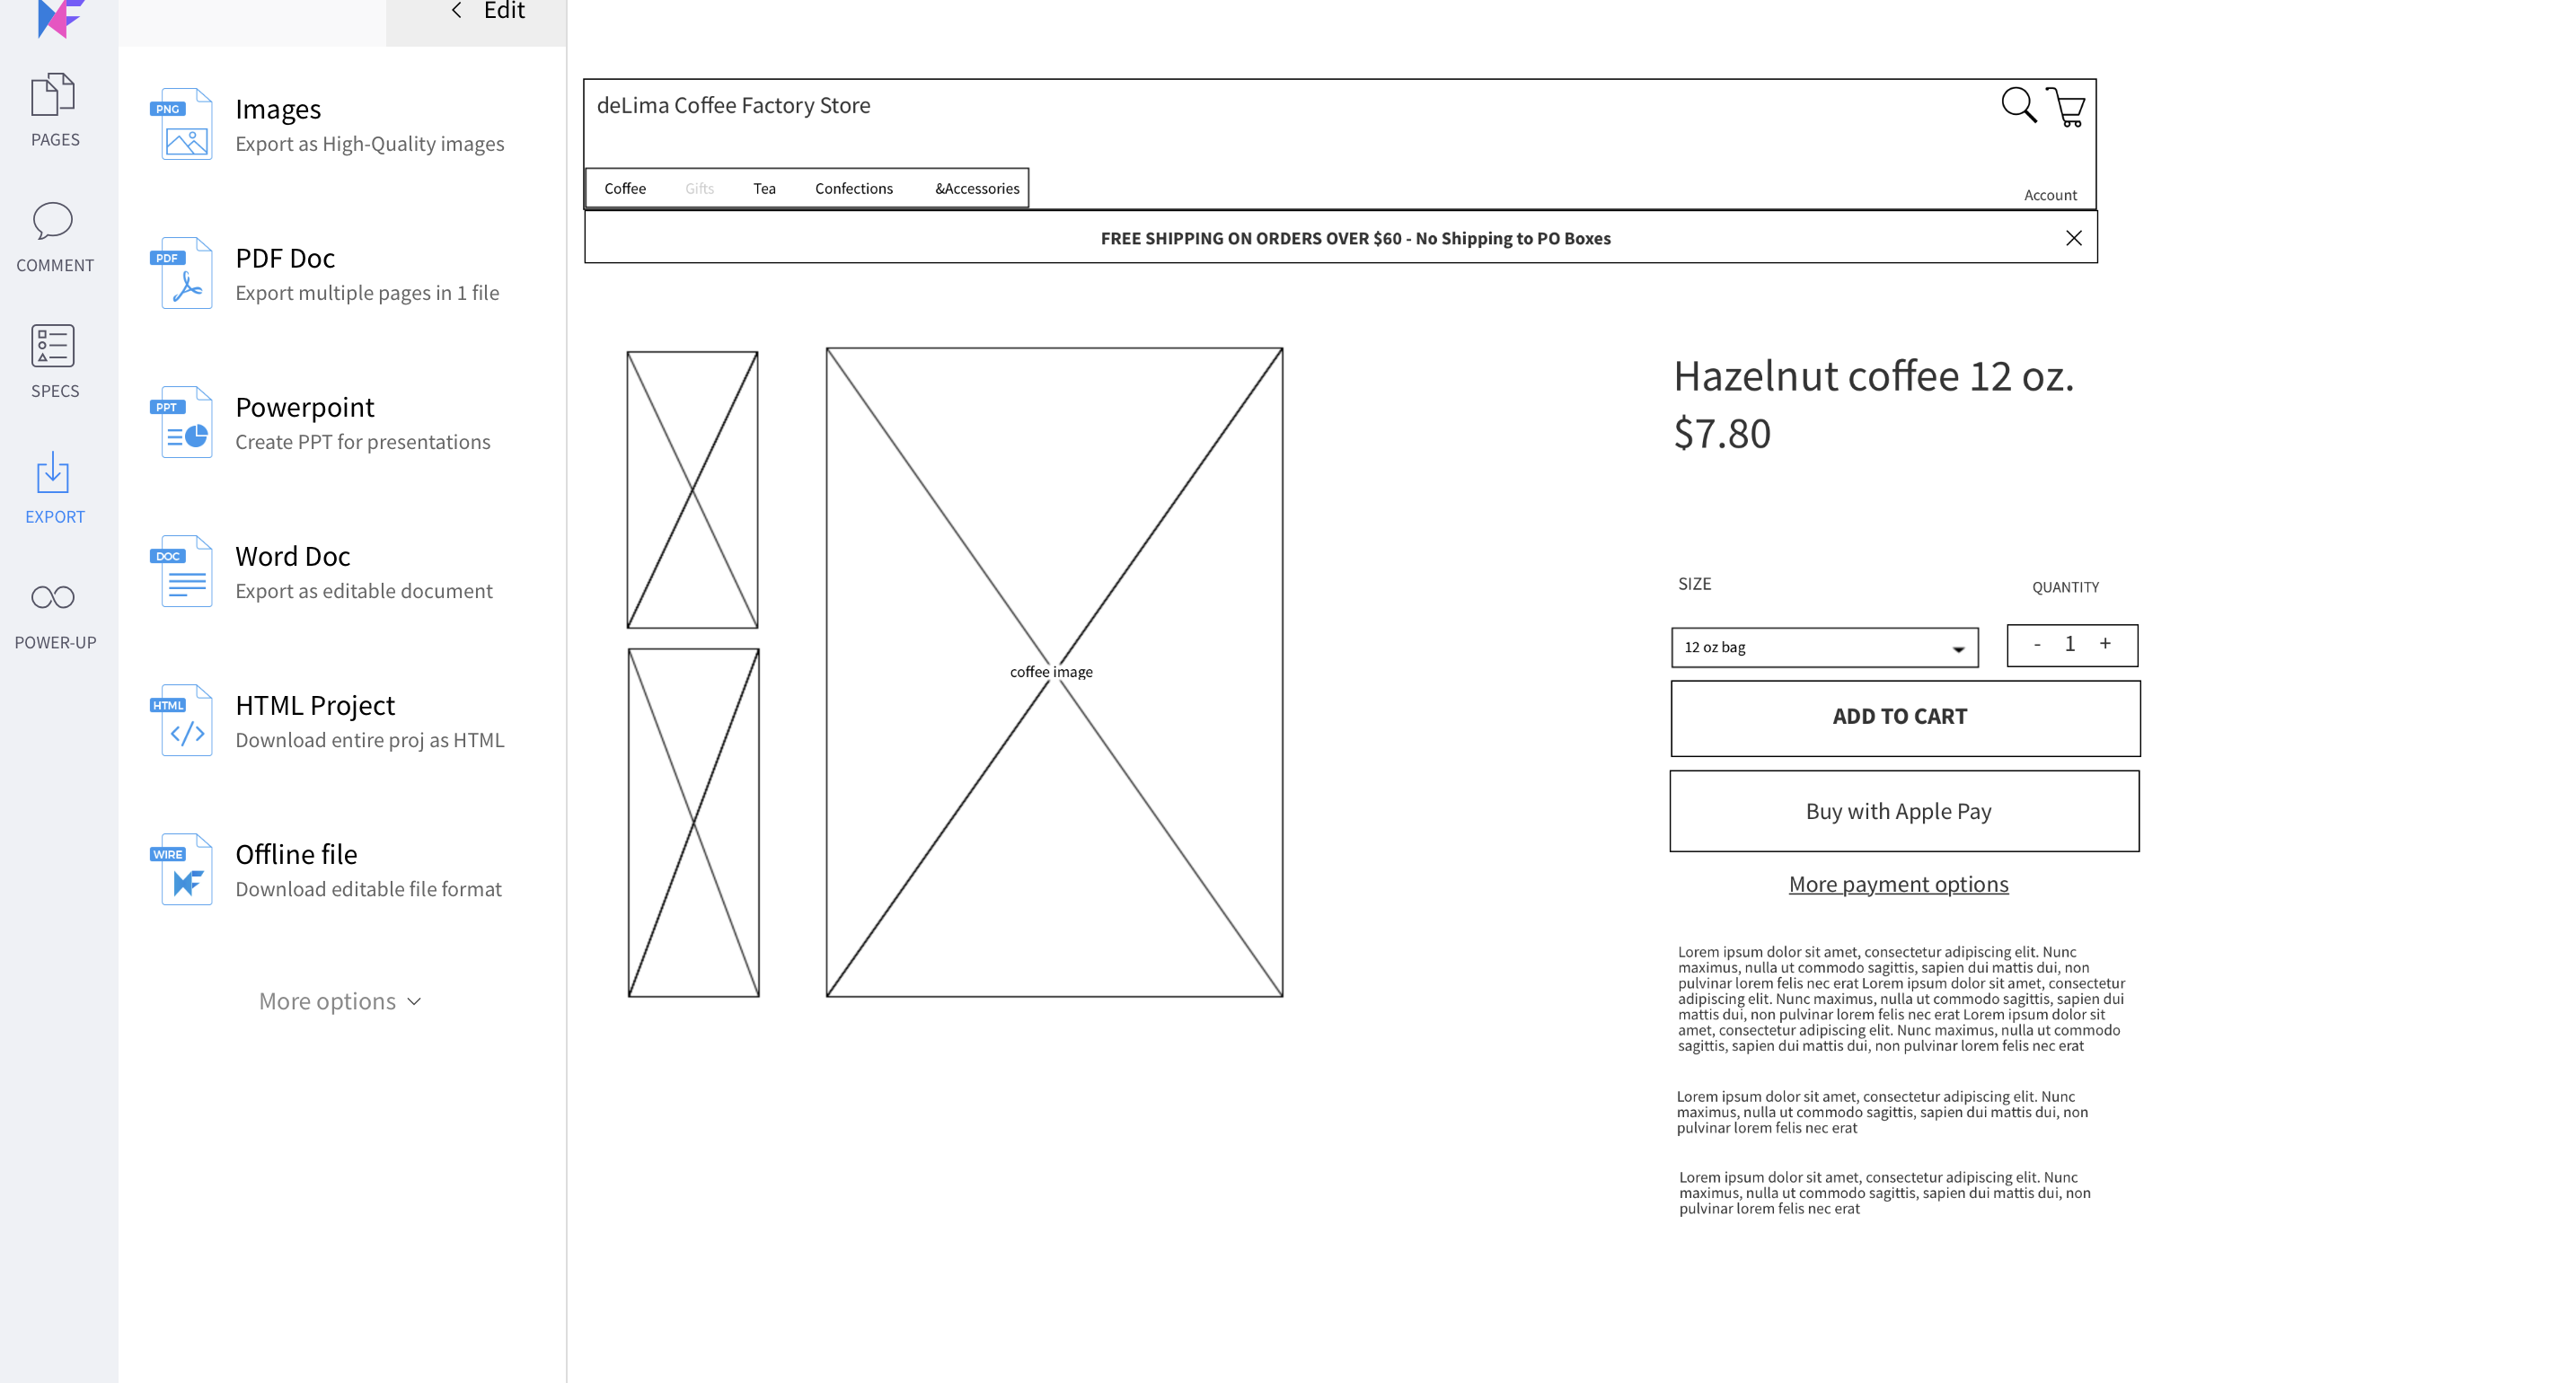 Edit
PAGES
COMMENT
SPECS
EXPORT
POWER-UP
PNG
Images
Export as High-Quality images
PDF
PDF Doc
Export multiple pages in 1 file
PPT
Powerpoint
Create PPT for presentations
DOC
Word Doc
Export as editable document
HTML
HTML Project
Download entire proj as HTML
WIRE
Offline file
Download editable file format
More options
deLima Coffee Factory Store
Coffee Gifts Tea Confections &Accessories
Account
FREE SHIPPING ON ORDERS OVER $60 - No Shipping to PO Boxes
coffee image
Hazelnut coffee 12 oz.
$7.80
SIZE
QUANTITY
12 oz bag
- 1 +
ADD TO CART
Buy with Apple Pay
More payment options
Lorem ipsum dolor sit amet, consectetur adipiscing elit. Nunc
maximus, nulla ut commodo sagittis, sapien dui mattis dui, non
pulvinar lorem felis nec erat Lorem ipsum dolor sit amet, consectetur
adipiscing elit. Nunc maximus, nulla ut commodo sagittis, sapien dui
mattis dui, non pulvinar lorem felis nec erat Lorem ipsum dolor sit
amet, consectetur adipiscing elit. Nunc maximus, nulla ut commodo
sagittis, sapien dui mattis dui, non pulvinar lorem felis nec erat
Lorem ipsum dolor sit amet, consectetur adipiscing elit. Nunc
maximus, nulla ut commodo sagittis, sapien dui mattis dui, non
pulvinar lorem felis nec erat
Lorem ipsum dolor sit amet, consectetur adipiscing elit. Nunc
maximus, nulla ut commodo sagittis, sapien dui mattis dui, non
pulvinar lorem felis nec erat